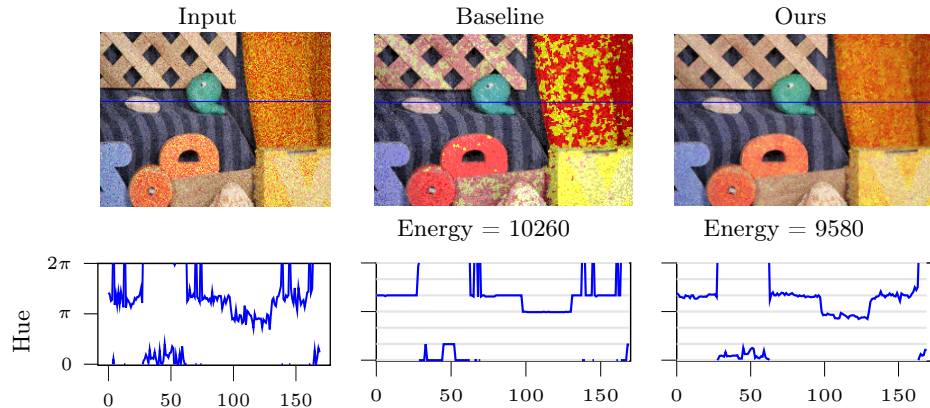 Input Baseline Ours
Energy = 10260 Energy = 9580
2π
π
0
Hue
0 50 100 150 0 50 100 150 0 50 100 150